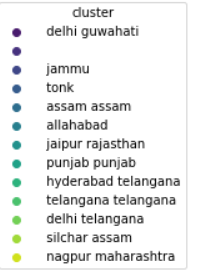 cluster
delhi guwahati
jammu
tonk
assam assam
allahabad
jaipur rajasthan
punjab punjab
hyderabad telangana
telangana telangana
delhi telangana
silchar assam
nagpur maharashtra